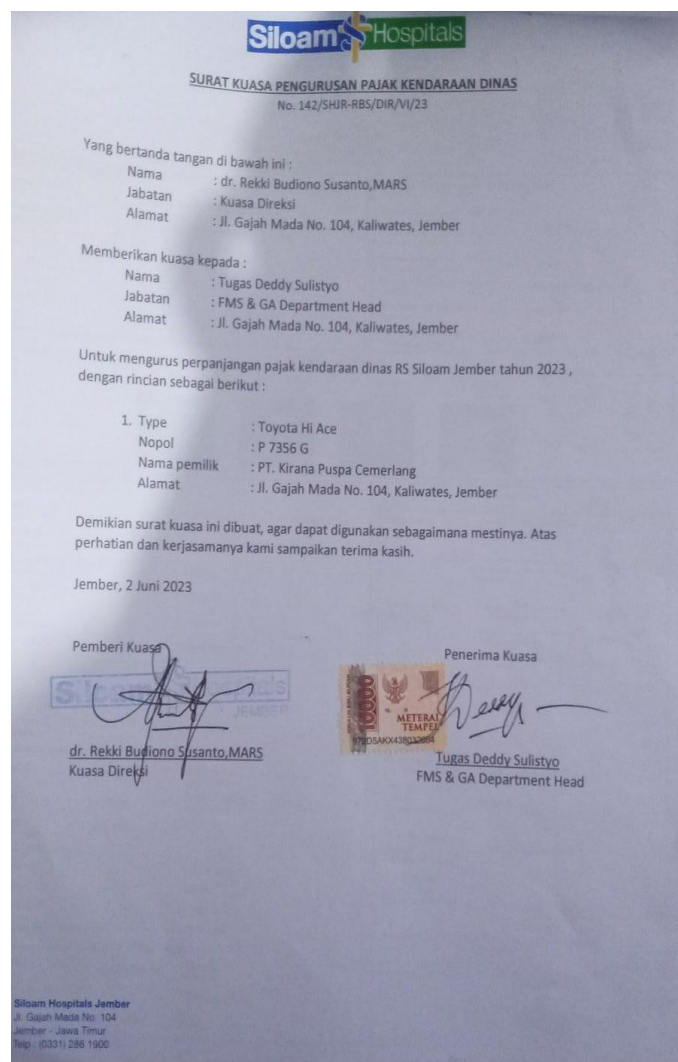 Siloam Hospitals
SURAT KUASA PENGURUSAN PAJAK KENDARAAN DINAS
No. 142/SHJR-RBS/DIR/VI/23
Yang bertanda tangan di bawah ini :
Nama : dr. Rekki Budiono Susanto,MARS
Jabatan : Kuasa Direksi
Alamat : Jl. Gajah Mada No. 104, Kaliwates, Jember
Memberikan kuasa kepada :
Nama : Tugas Deddy Sulistyo
Jabatan : FMS & GA Department Head
Alamat : Jl. Gajah Mada No. 104, Kaliwates, Jember
Untuk mengurus perpanjangan pajak kendaraan dinas RS Siloam Jember tahun 2023 ,
dengan rincian sebagai berikut :
1. Type : Toyota Hi Ace
Nopol : P 7356 G
Nama pemilik : PT. Kirana Puspa Cemerlang
Alamat : Jl. Gajah Mada No. 104, Kaliwates, Jember
Demikian surat kuasa ini dibuat, agar dapat digunakan sebagaimana mestinya. Atas
perhatian dan kerjasamanya kami sampaikan terima kasih.
Jember, 2 Juni 2023
Pemberi Kuasa
Penerima Kuasa
Siloam Hospitals
JEMBER
10000
METERAI
TEMPEL
dr. Rekki Budiono Susanto,MARS
Kuasa Direksi
Tugas Deddy Sulistyo
FMS & GA Department Head
Siloam Hospitals Jember
Jl. Gajah Mada No. 104
Jember - Jawa Timur
Telp : (0331) 286 1900